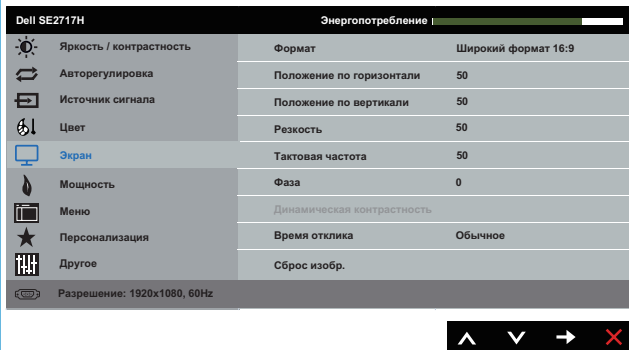 Dell SE2717H Энергопотребление
Яркость / контрастность Формат Широкий формат 16:9
Авторегулировка Положение по горизонтали 50
Источник сигнала Положение по вертикали 50
Цвет Резкость 50
Экран Тактовая частота 50
Мощность Фаза 0
Меню Динамическая контрастность
Персонализация Время отклика Обычное
Другое Сброс изобр.
Разрешение: 1920x1080, 60Hz